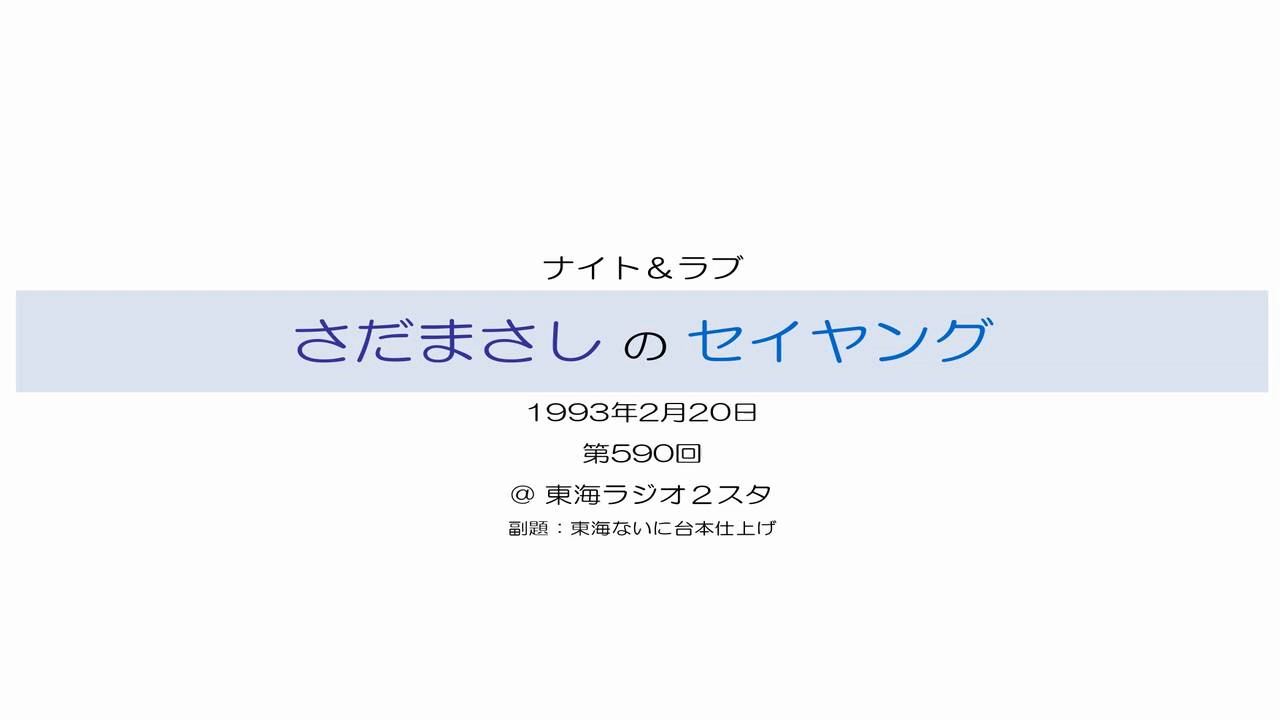 ナイト＆ラブ
さだまさし の セイヤング
1993年2月20日
第590回
@ 東海ラジオ２スタ
副題：東海ないに台本仕上げ